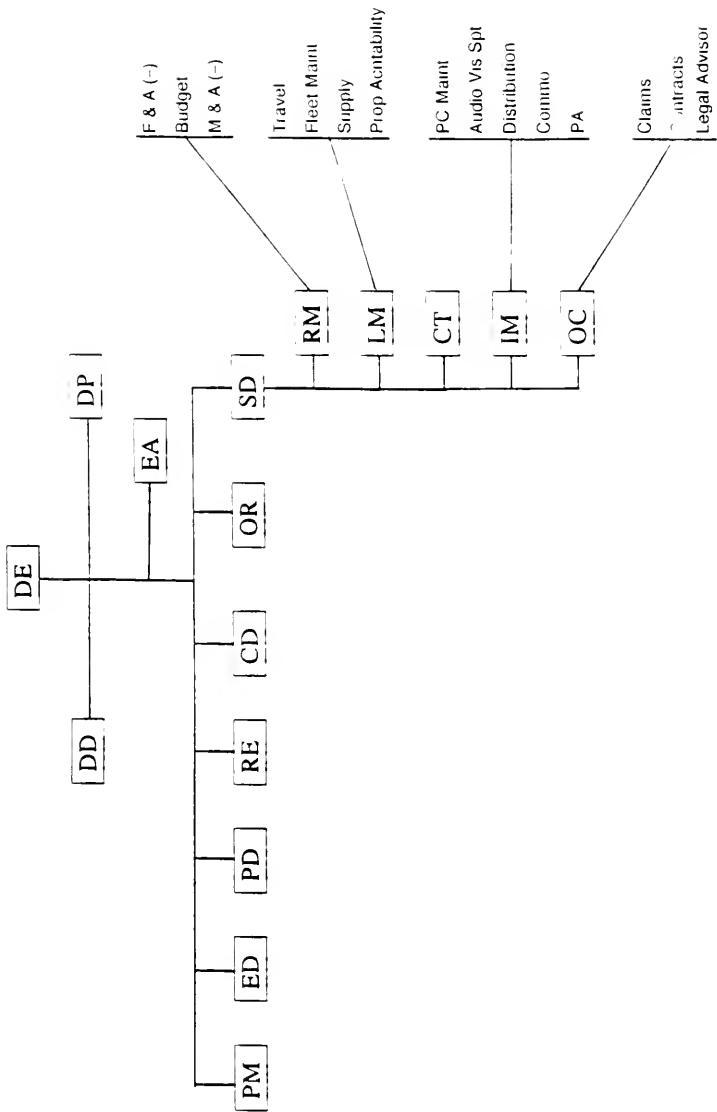 DE
DD
DP
EA
PM
ED
PD
RE
CD
OR
SD
RM
F & A (-)
Budget
M & A (-)
LM
Travel
Fleet Maint
Supply
Prop Acntability
CT
IM
PC Maint
Audio Vis Spt
Distribution
Commo
PA
OC
Claims
Legal Advisor